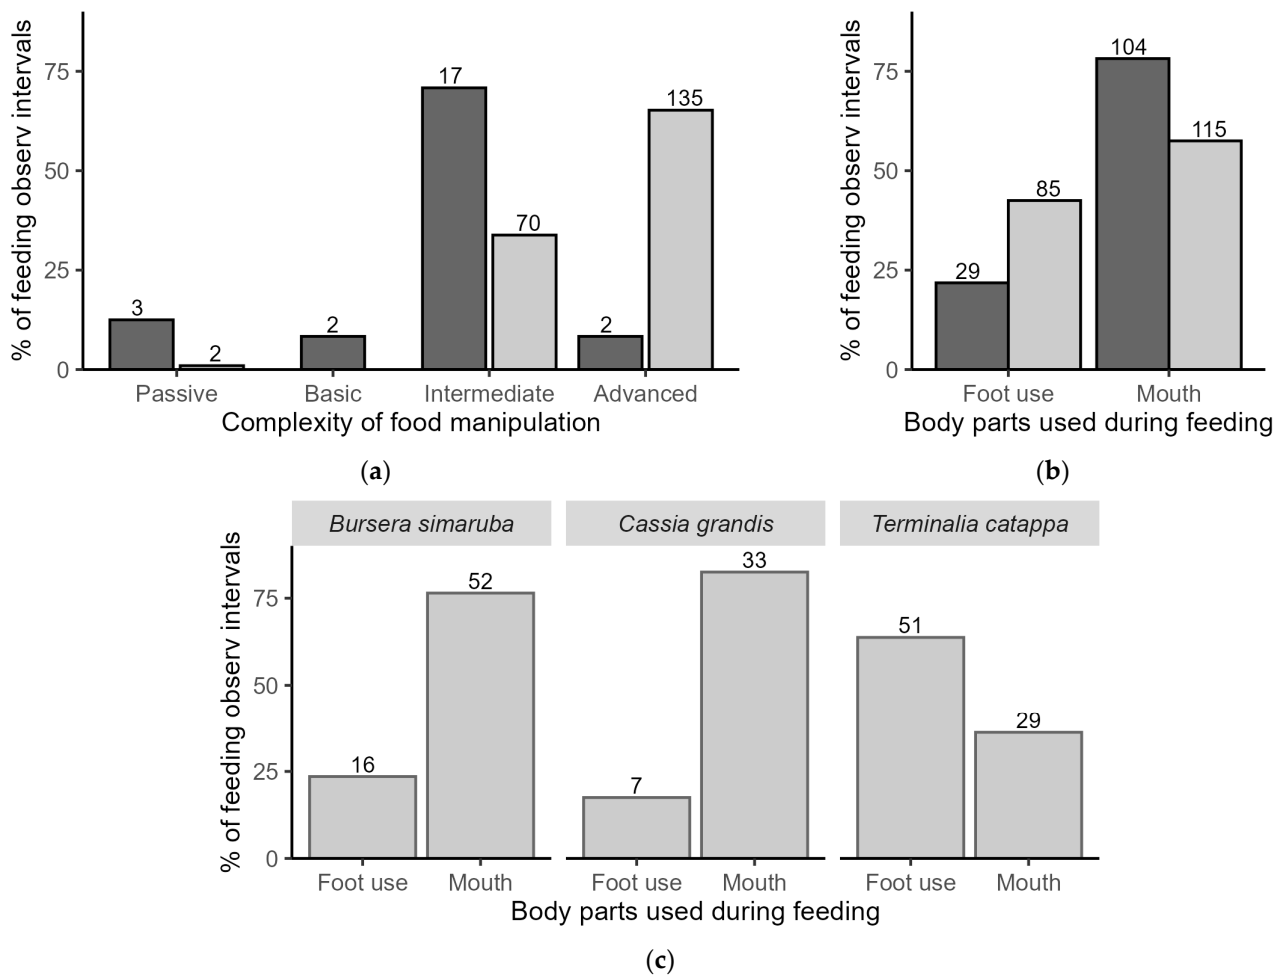 % of feeding observ intervals
75
50
25
0
3
2
2
17
70
2
135
Passive
Basic
Intermediate
Advanced
Complexity of food manipulation
(a)
% of feeding observ intervals
75
50
25
0
29
85
104
115
Foot use
Mouth
Body parts used during feeding
(b)
Bursera simaruba
Cassia grandis
Terminalia catappa
% of feeding observ intervals
75
50
25
0
16
52
7
33
51
29
Foot use
Mouth
Foot use
Mouth
Foot use
Mouth
Body parts used during feeding
(c)